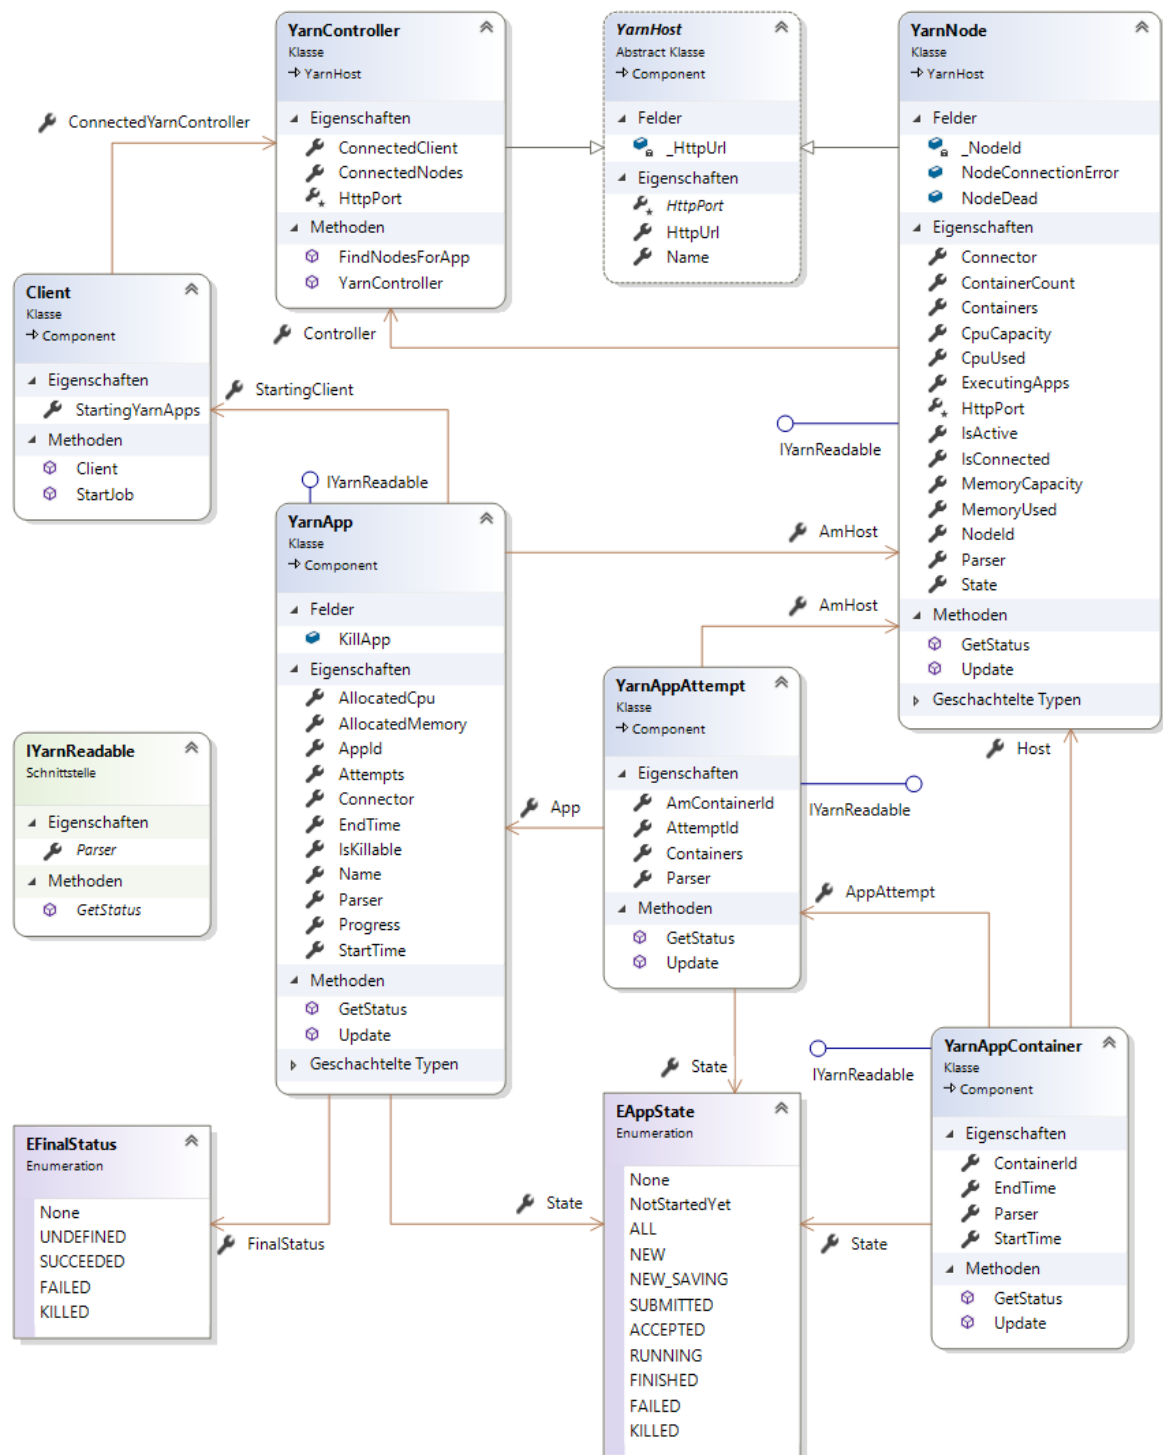 YarnController
Klasse
YarnHost
Eigenschaften
ConnectedClient
ConnectedNodes
HttpPort
Methoden
FindNodesForApp
YarnController
YarnHost
Abstract Klasse
Component
Felder
_HttpUrl
Eigenschaften
HttpPort
HttpUrl
Name
YarnNode
Klasse
YarnHost
Felder
_NodeId
NodeConnectionError
NodeDead
Eigenschaften
Connector
ContainerCount
Containers
CpuCapacity
CpuUsed
ExecutingApps
HttpPort
IsActive
IsConnected
MemoryCapacity
MemoryUsed
NodeId
Parser
State
Methoden
GetStatus
Update
Geschachtelte Typen
ConnectedYarnController
Client
Klasse
Component
Eigenschaften
StartingYarnApps
Methoden
Client
StartJob
Controller
StartingClient
IYarnReadable
IYarnReadable
YarnApp
Klasse
Component
Felder
KillApp
Eigenschaften
AllocatedCpu
AllocatedMemory
AppId
Attempts
Connector
EndTime
IsKillable
Name
Parser
Progress
StartTime
Methoden
GetStatus
Update
Geschachtelte Typen
AmHost
AmHost
YarnAppAttempt
Klasse
Component
Eigenschaften
AmContainerId
AttemptId
Containers
Parser
Methoden
GetStatus
Update
IYarnReadable
Schnittstelle
Eigenschaften
Parser
Methoden
GetStatus
Host
App
IYarnReadable
AppAttempt
State
IYarnReadable
YarnAppContainer
Klasse
Component
Eigenschaften
ContainerId
EndTime
Parser
StartTime
Methoden
GetStatus
Update
EFinalStatus
Enumeration
None
UNDEFINED
SUCCEEDED
FAILED
KILLED
FinalStatus
State
EAppState
Enumeration
None
NotStartedYet
ALL
NEW
NEW_SAVING
SUBMITTED
ACCEPTED
RUNNING
FINISHED
FAILED
KILLED
State